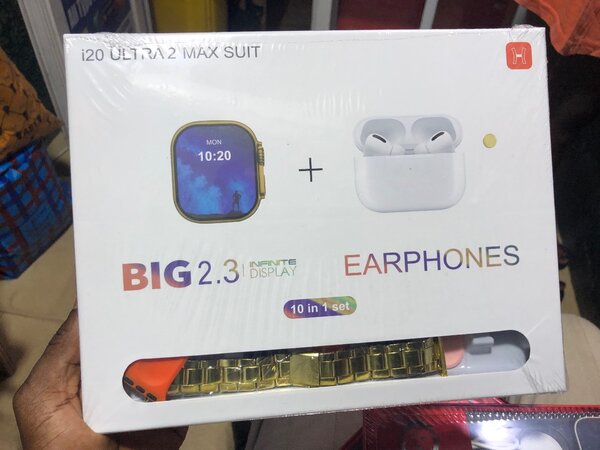 i20 ULTRA 2 MAX SUIT
MON
10:20
+
BIG 2.3 INFINITE
DISPLAY
EARPHONES
10 in 1 set